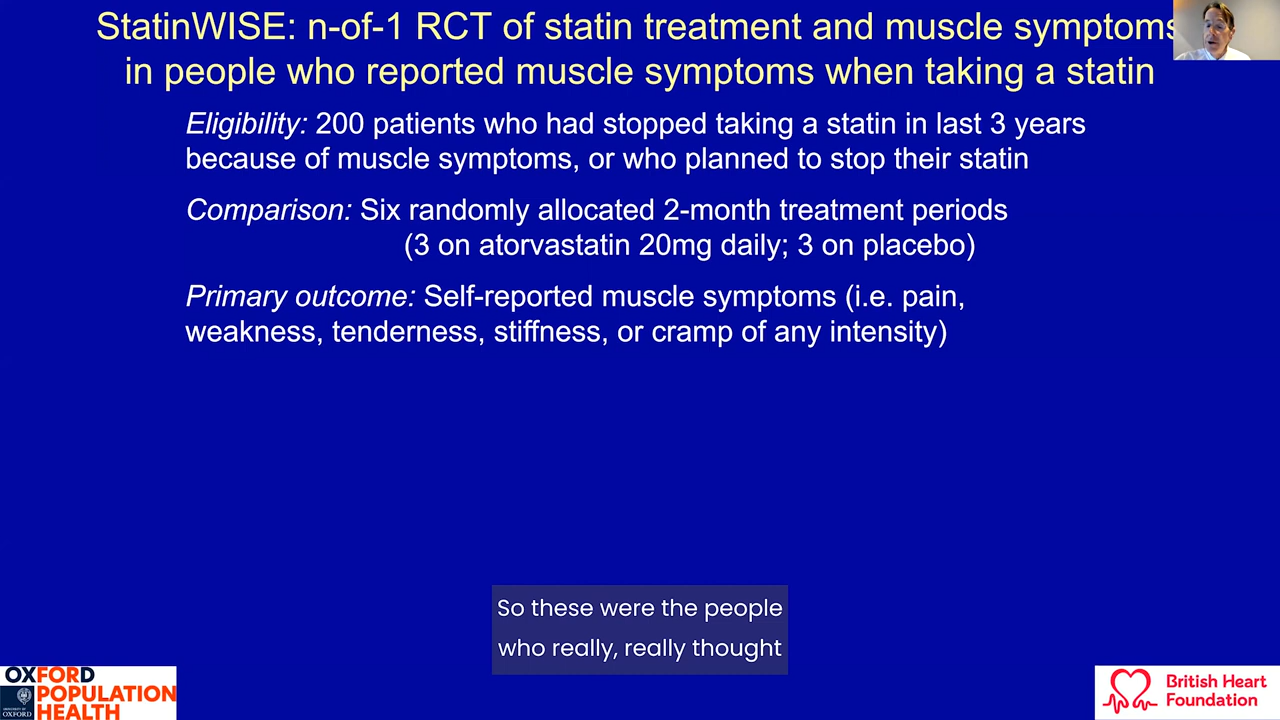 StatinWISE: n-of-1 RCT of statin treatment and muscle symptoms
in people who reported muscle symptoms when taking a statin
Eligibility: 200 patients who had stopped taking a statin in last 3 years
because of muscle symptoms, or who planned to stop their statin
Comparison: Six randomly allocated 2-month treatment periods
(3 on atorvastatin 20mg daily; 3 on placebo)
Primary outcome: Self-reported muscle symptoms (i.e. pain,
weakness, tenderness, stiffness, or cramp of any intensity)
So these were the people
who really, really thought
OXFORD
POPULATION
HEALTH
UNIVERSITY OF
OXFORD
British Heart
Foundation